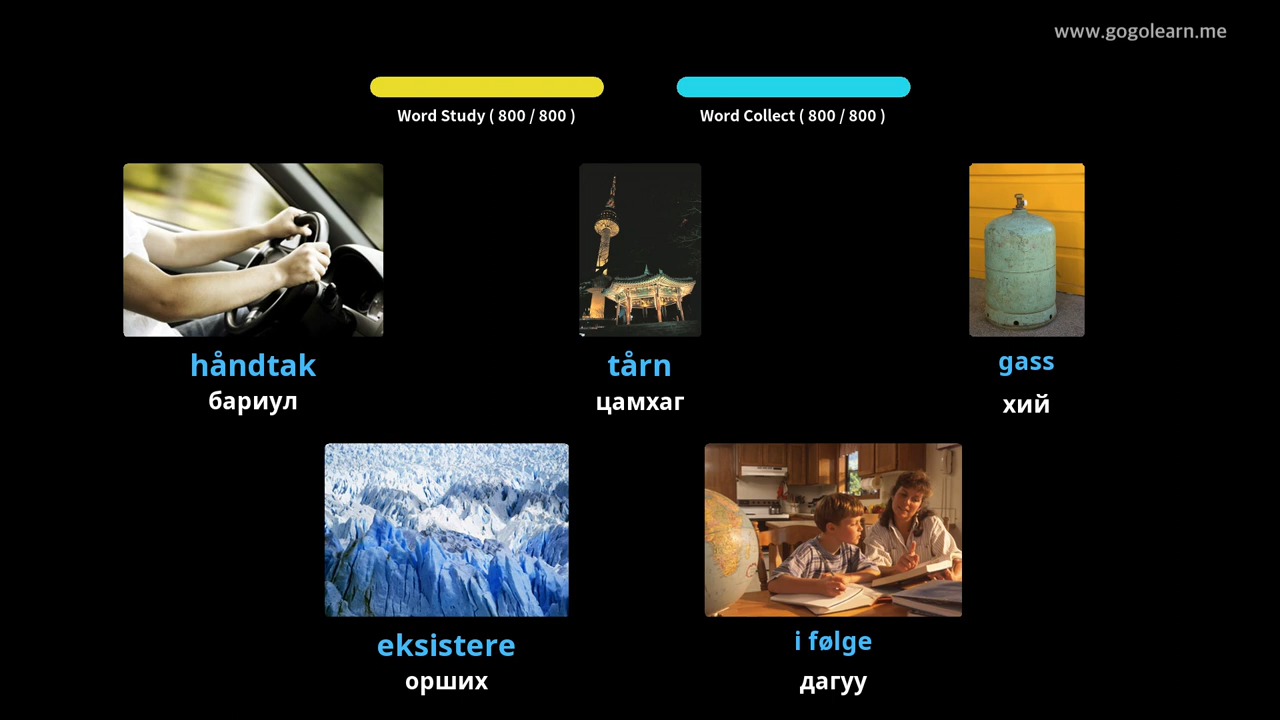 www.gogolearn.me
Word Study ( 800 / 800 )
Word Collect ( 800 / 800 )
håndtak
бариул
tårn
цамхаг
gass
хий
eksistere
орших
i følge
дагуу